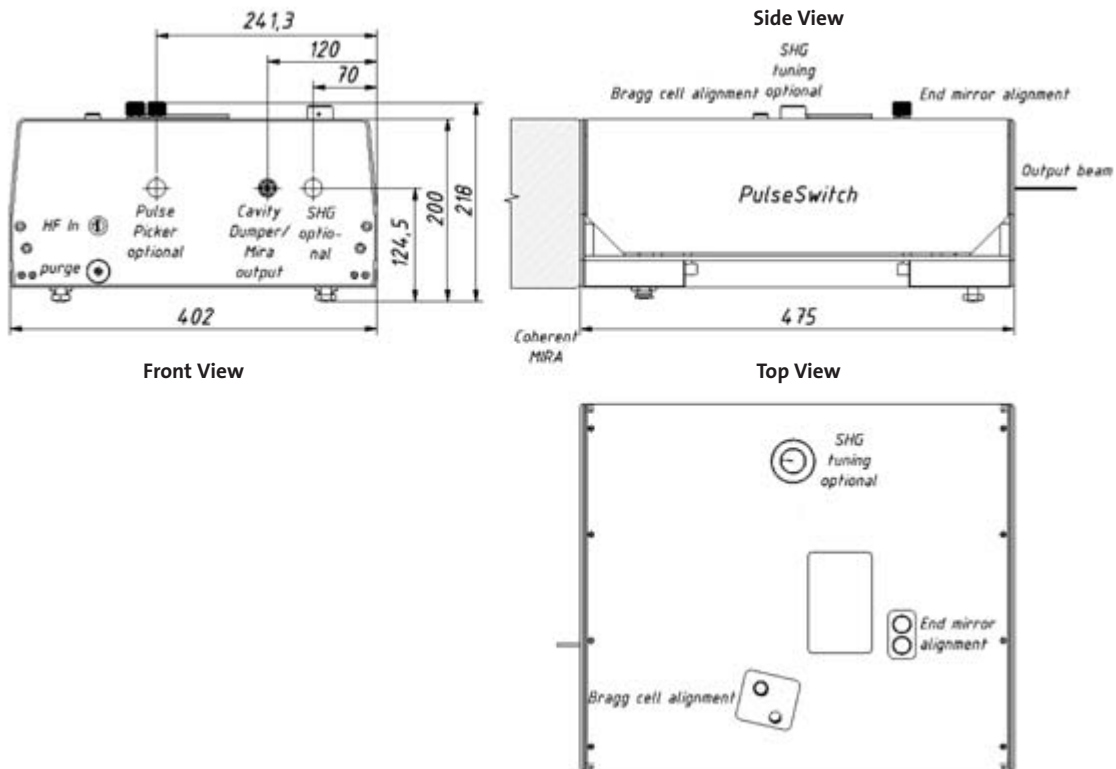 241,3
120
70
HF In
Pulse
Picker
optional
Cavity
Dumper/
Mira
output
SHG
optio-
nal
purge
124,5
200
218
402
Front View
Side View
SHG
tuning
optional
Bragg cell alignment
End mirror alignment
Output beam
PulseSwitch
475
Coherent
MIRA
Top View
SHG
tuning
optional
End mirror
alignment
Bragg cell alignment